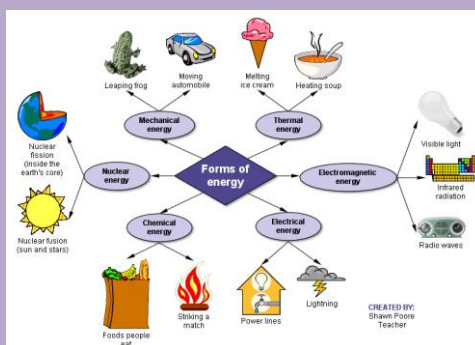 Leaping frog
Moving
automobile
Melting
ice cream
Heating soup
Mechanical
energy
Thermal
energy
Nuclear
fission
(inside the
earth's core)
Nuclear
energy
Forms of
energy
Electromagnetic
energy
Visible light
Infrared
radiation
Nuclear fusion
(sun and stars)
Chemical
energy
Electrical
energy
Radio waves
Foods people
eat
Striking a
match
Power lines
Lightning
CREATED BY:
Shawn Poore
Teacher